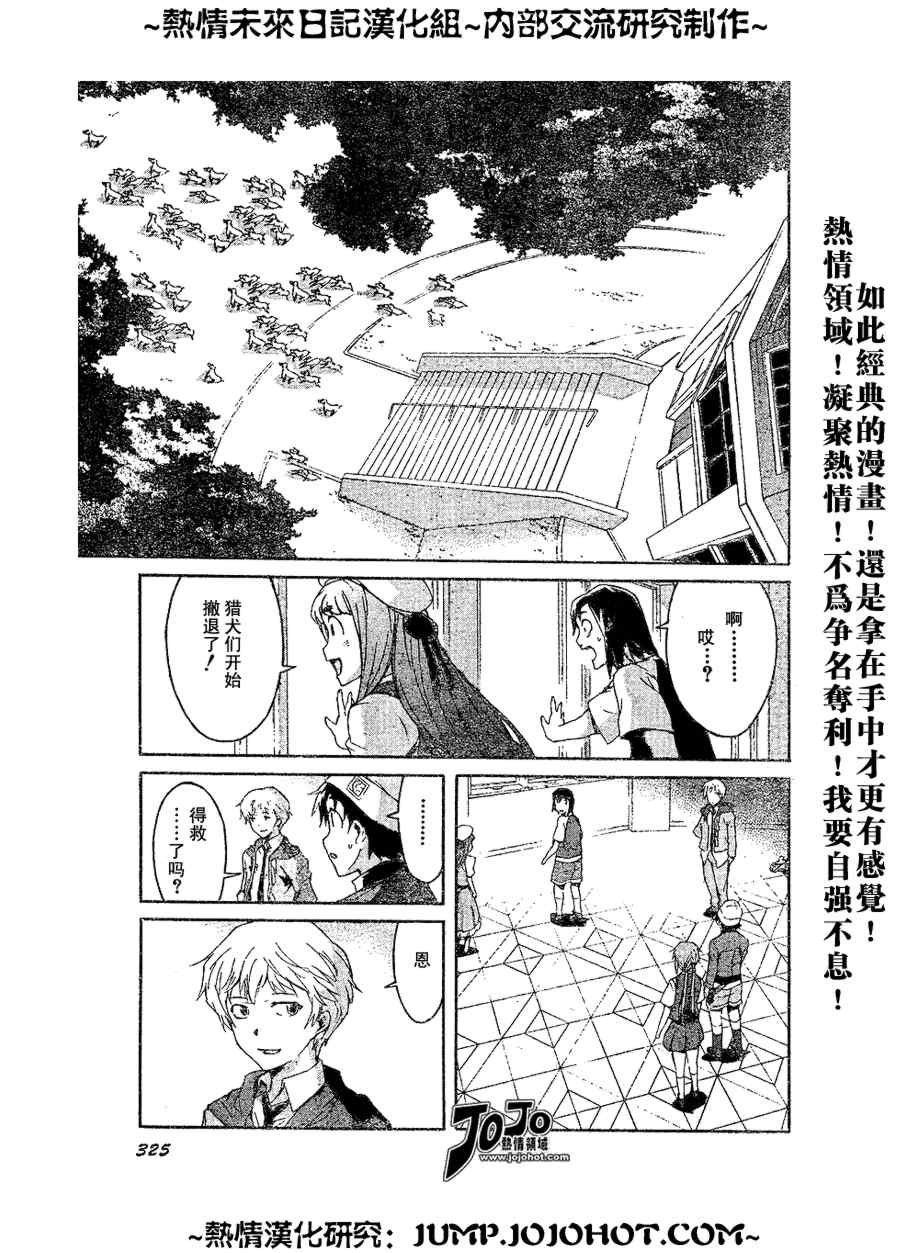 ~熱情未來日記漢化組~内部交流研究制作~
如此經典的漫畫！還是拿在手中才更有感覺！
熱情領域！凝聚熱情！不爲争名奪利！我要自强不息！
啊………
哎…？
猎犬们开始
撤退了！
………
得救
……了吗？
恩
JOJO
熱情領域
www.jojohot.com
325
~熱情漢化研究：JUMP.JOJOHOT.COM~